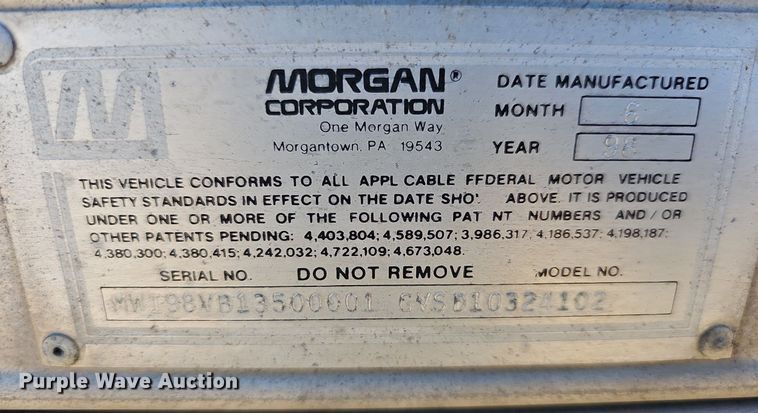 M
MORGAN®
CORPORATION
One Morgan Way
Morgantown, PA 19543
DATE MANUFACTURED
MONTH 6
YEAR 98
THIS VEHICLE CONFORMS TO ALL APPL CABLE FFDERAL MOTOR VEHICLE
SAFETY STANDARDS IN EFFECT ON THE DATE SHO' ABOVE. IT IS PRODUCED
UNDER ONE OR MORE OF THE FOLLOWING PAT NT NUMBERS AND/OR
OTHER PATENTS PENDING: 4,403,804; 4,589,507; 3,986,317; 4,186,537; 4,198,187;
4,380,300; 4,380,415; 4,242,032; 4,722,109; 4,673,048.
SERIAL NO. DO NOT REMOVE MODEL NO.
GVSD10324102
Purple Wave Auction